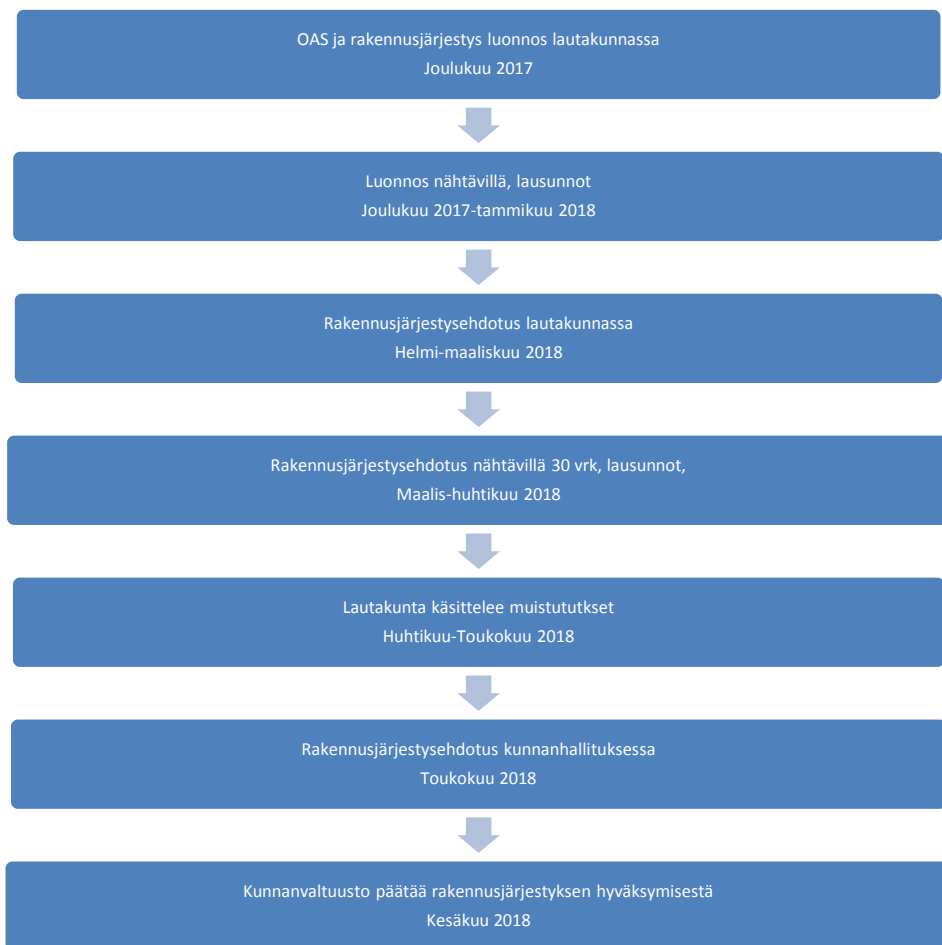 OAS ja rakennusjärjestys luonnos lautakunnassa
Joulukuu 2017
Luonnos nähtävillä, lausunnot
Joulukuu 2017-tammikuu 2018
Rakennusjärjestysehdotus lautakunnassa
Helmi-maaliskuu 2018
Rakennusjärjestysehdotus nähtävillä 30 vrk, lausunnot,
Maalis-huhtikuu 2018
Lautakunta käsittelee muistututkset
Huhtikuu-Toukokuu 2018
Rakennusjärjestysehdotus kunnanhallituksessa
Toukokuu 2018
Kunnanvaltuusto päätää rakennusjärjestyksen hyväksymisestä
Kesäkuu 2018